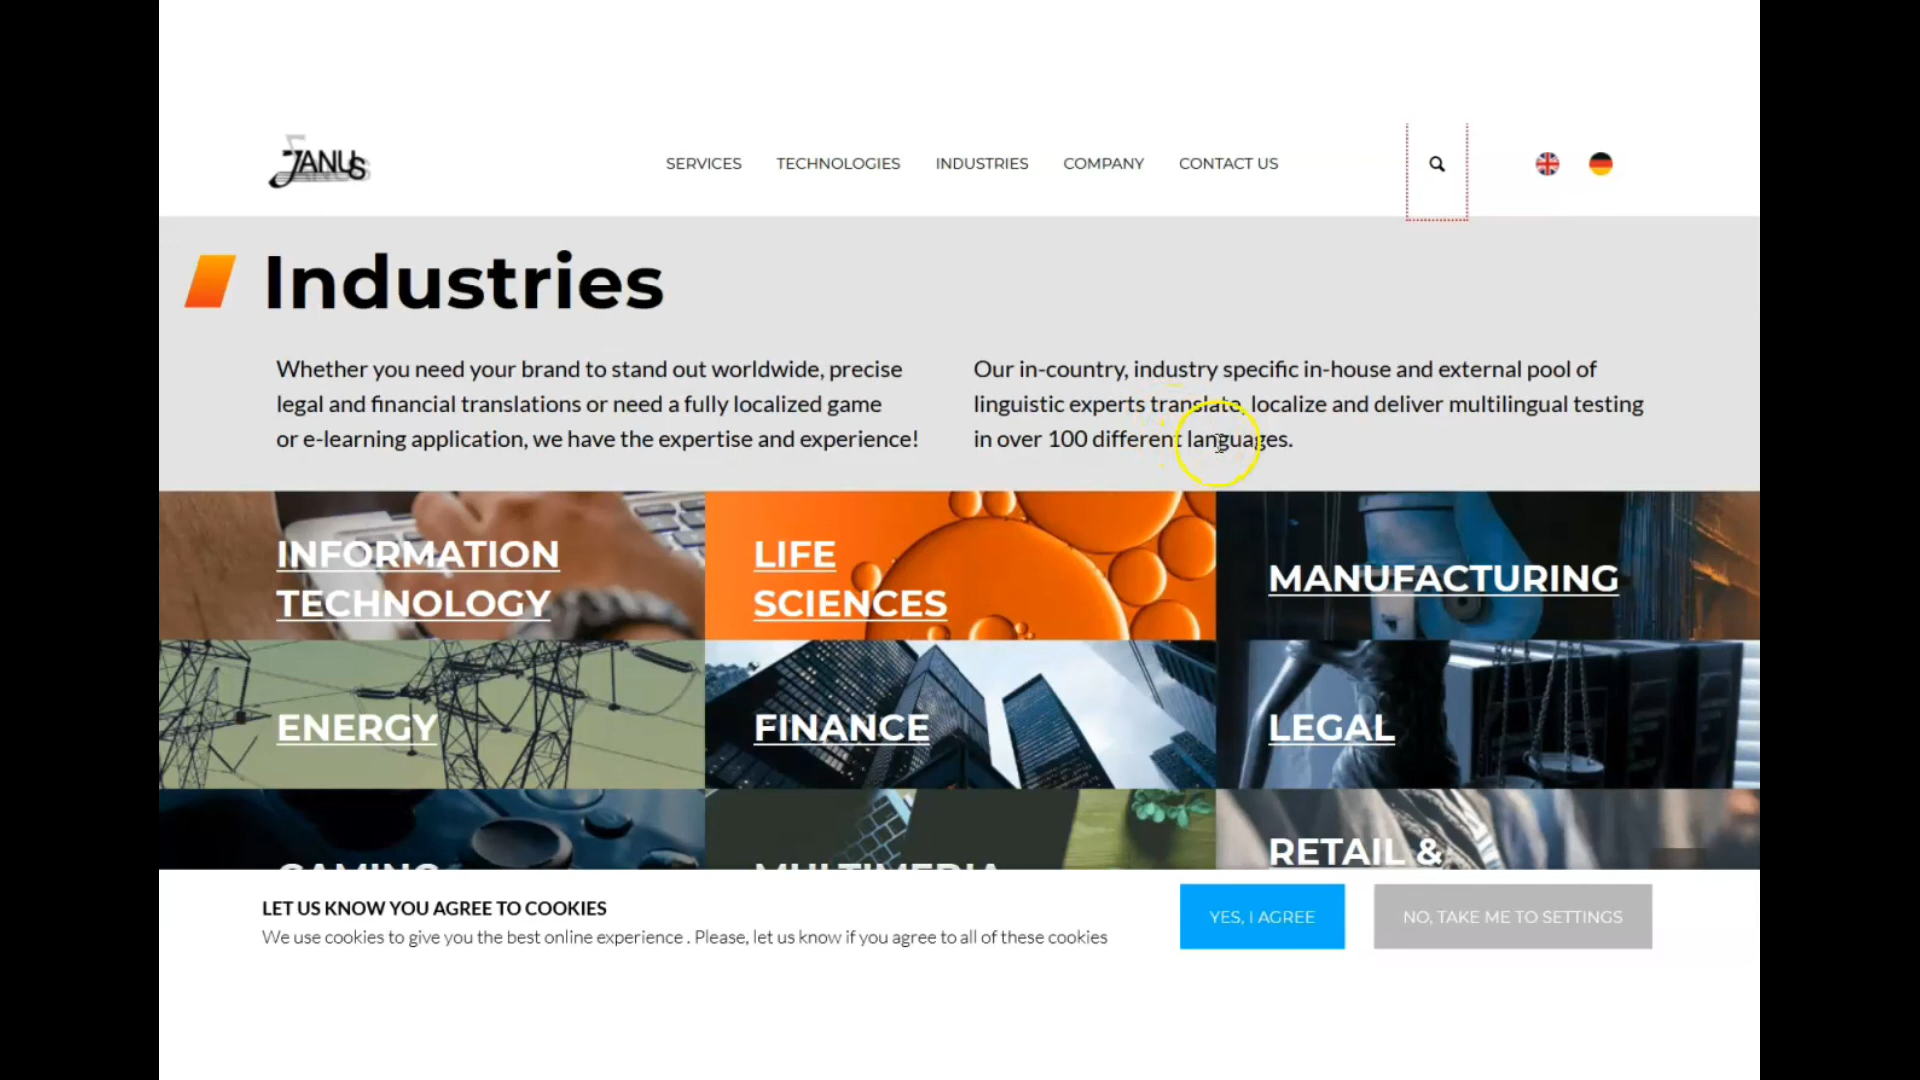 JANUS
SERVICES TECHNOLOGIES INDUSTRIES COMPANY CONTACT US
Industries
Whether you need your brand to stand out worldwide, precise
legal and financial translations or need a fully localized game
or e-learning application, we have the expertise and experience!
Our in-country, industry specific in-house and external pool of
linguistic experts translate, localize and deliver multilingual testing
in over 100 different languages.
INFORMATION
TECHNOLOGY
LIFE
SCIENCES
MANUFACTURING
ENERGY
FINANCE
LEGAL
GAMING
MULTIMEDIA
RETAIL &
LET US KNOW YOU AGREE TO COOKIES
We use cookies to give you the best online experience . Please, let us know if you agree to all of these cookies
YES, I AGREE
NO, TAKE ME TO SETTINGS